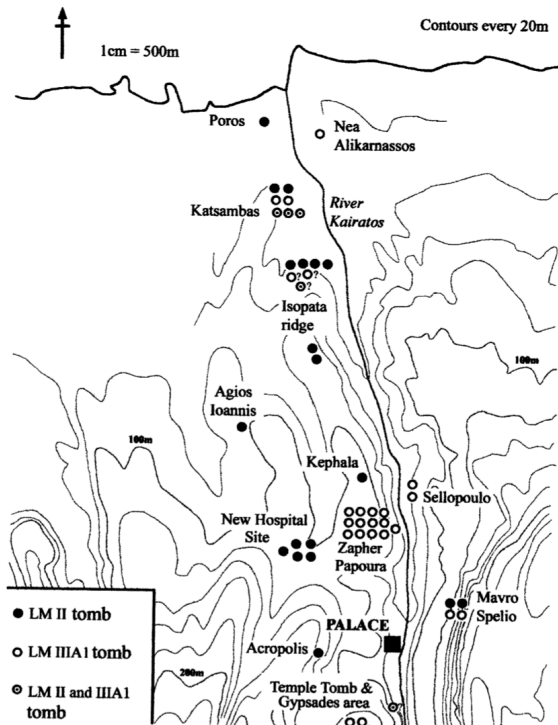 1cm = 500m
Contours every 20m
Poros
Nea
Alikarnassos
Katsambas
River
Kairatos
?
?
?
Isopata
ridge
100m
Agios
Ioannis
100m
Kephala
Sellopoulo
New Hospital
Site
Zapher
Papoura
Mavro
Spelio
LM II tomb
LM IIIA1 tomb
LM II and IIIA1
tomb
PALACE
Acropolis
200m
Temple Tomb &
Gypsades area
?